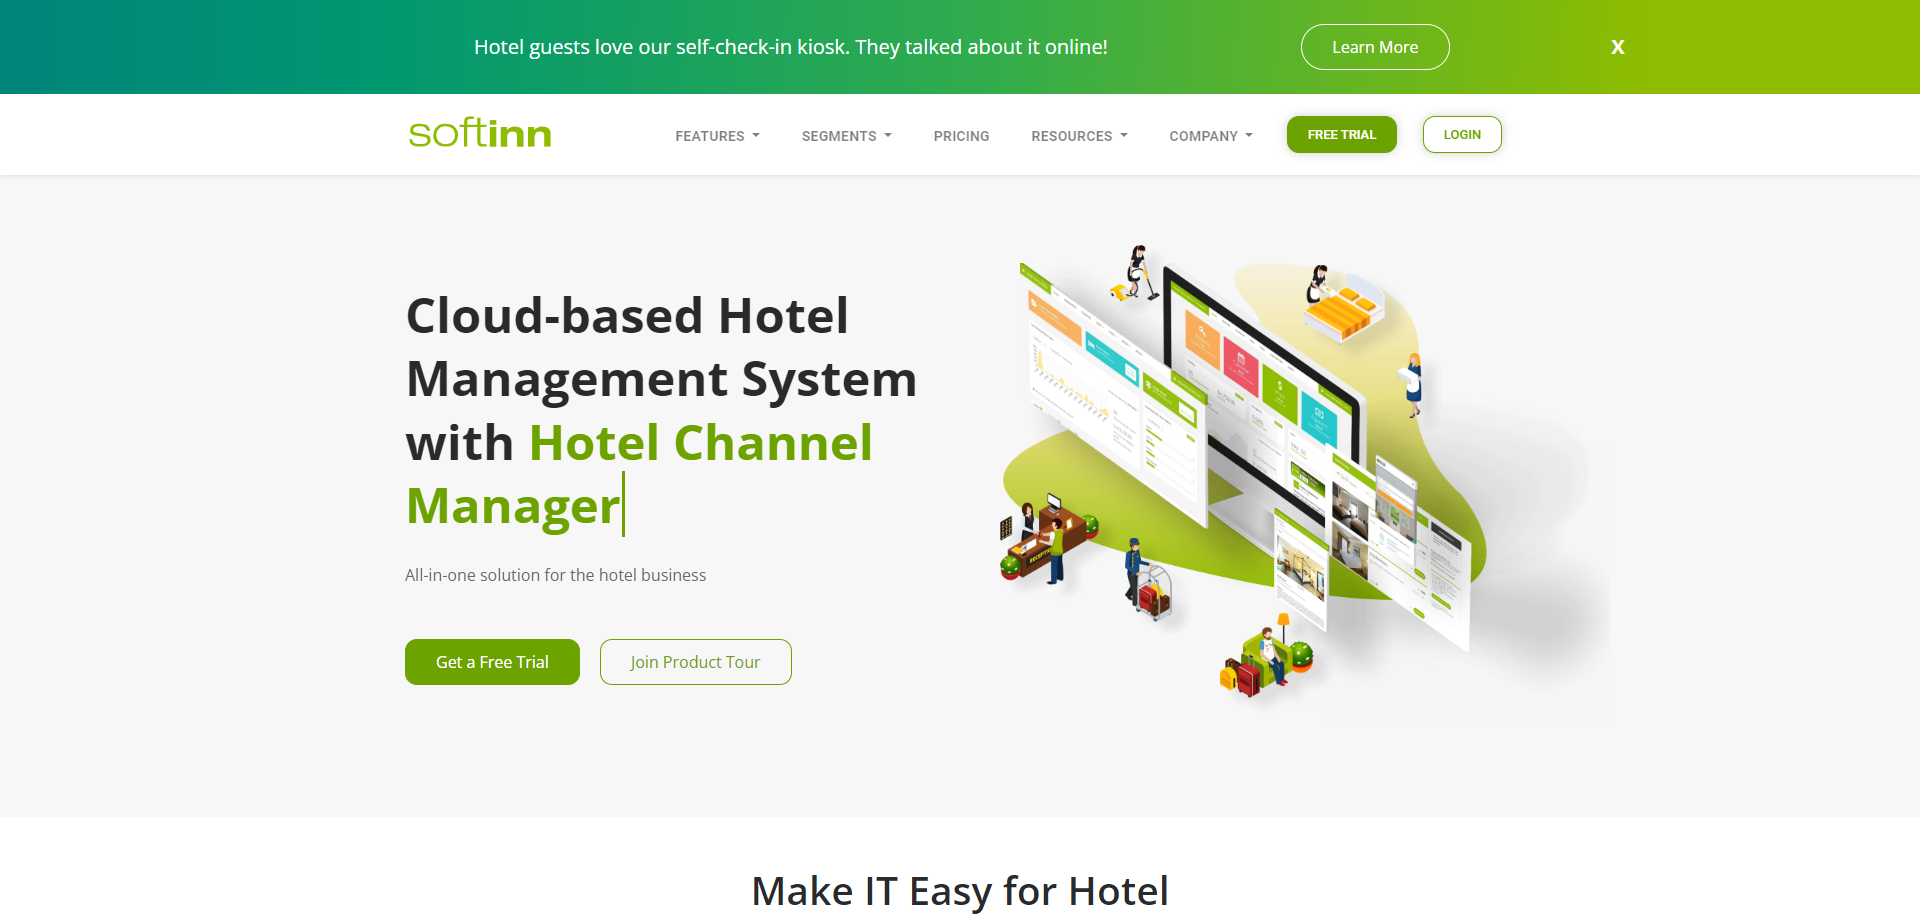 Hotel guests love our self-check-in kiosk. They talked about it online!
Learn More
X
softinn
FEATURES
SEGMENTS
PRICING
RESOURCES
COMPANY
FREE TRIAL
LOGIN
Cloud-based Hotel
Management System
with Hotel Channel
Manager
All-in-one solution for the hotel business
Get a Free Trial
Join Product Tour
RECEPTION
Make IT Easy for Hotel